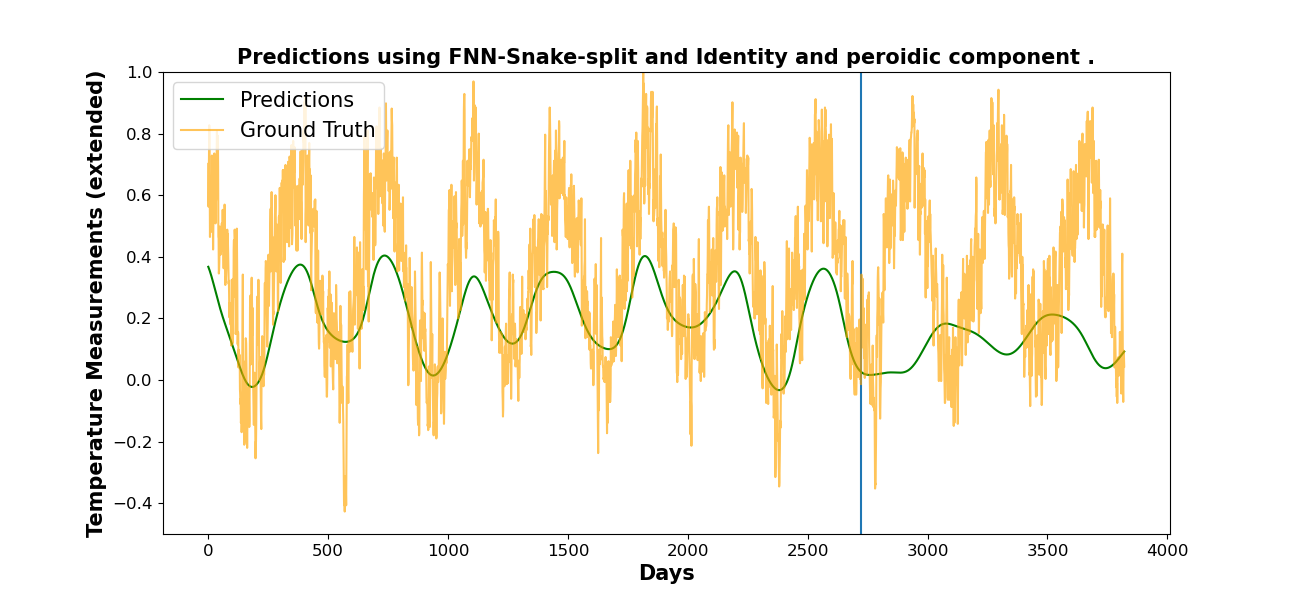 Predictions using FNN-Snake-split and Identity and peroidic component .
Temperature Measurements (extended)
1.0
0.8
0.6
0.4
0.2
0.0
−0.2
−0.4
Predictions
Ground Truth
0 500 1000 1500 2000 2500 3000 3500 4000
Days